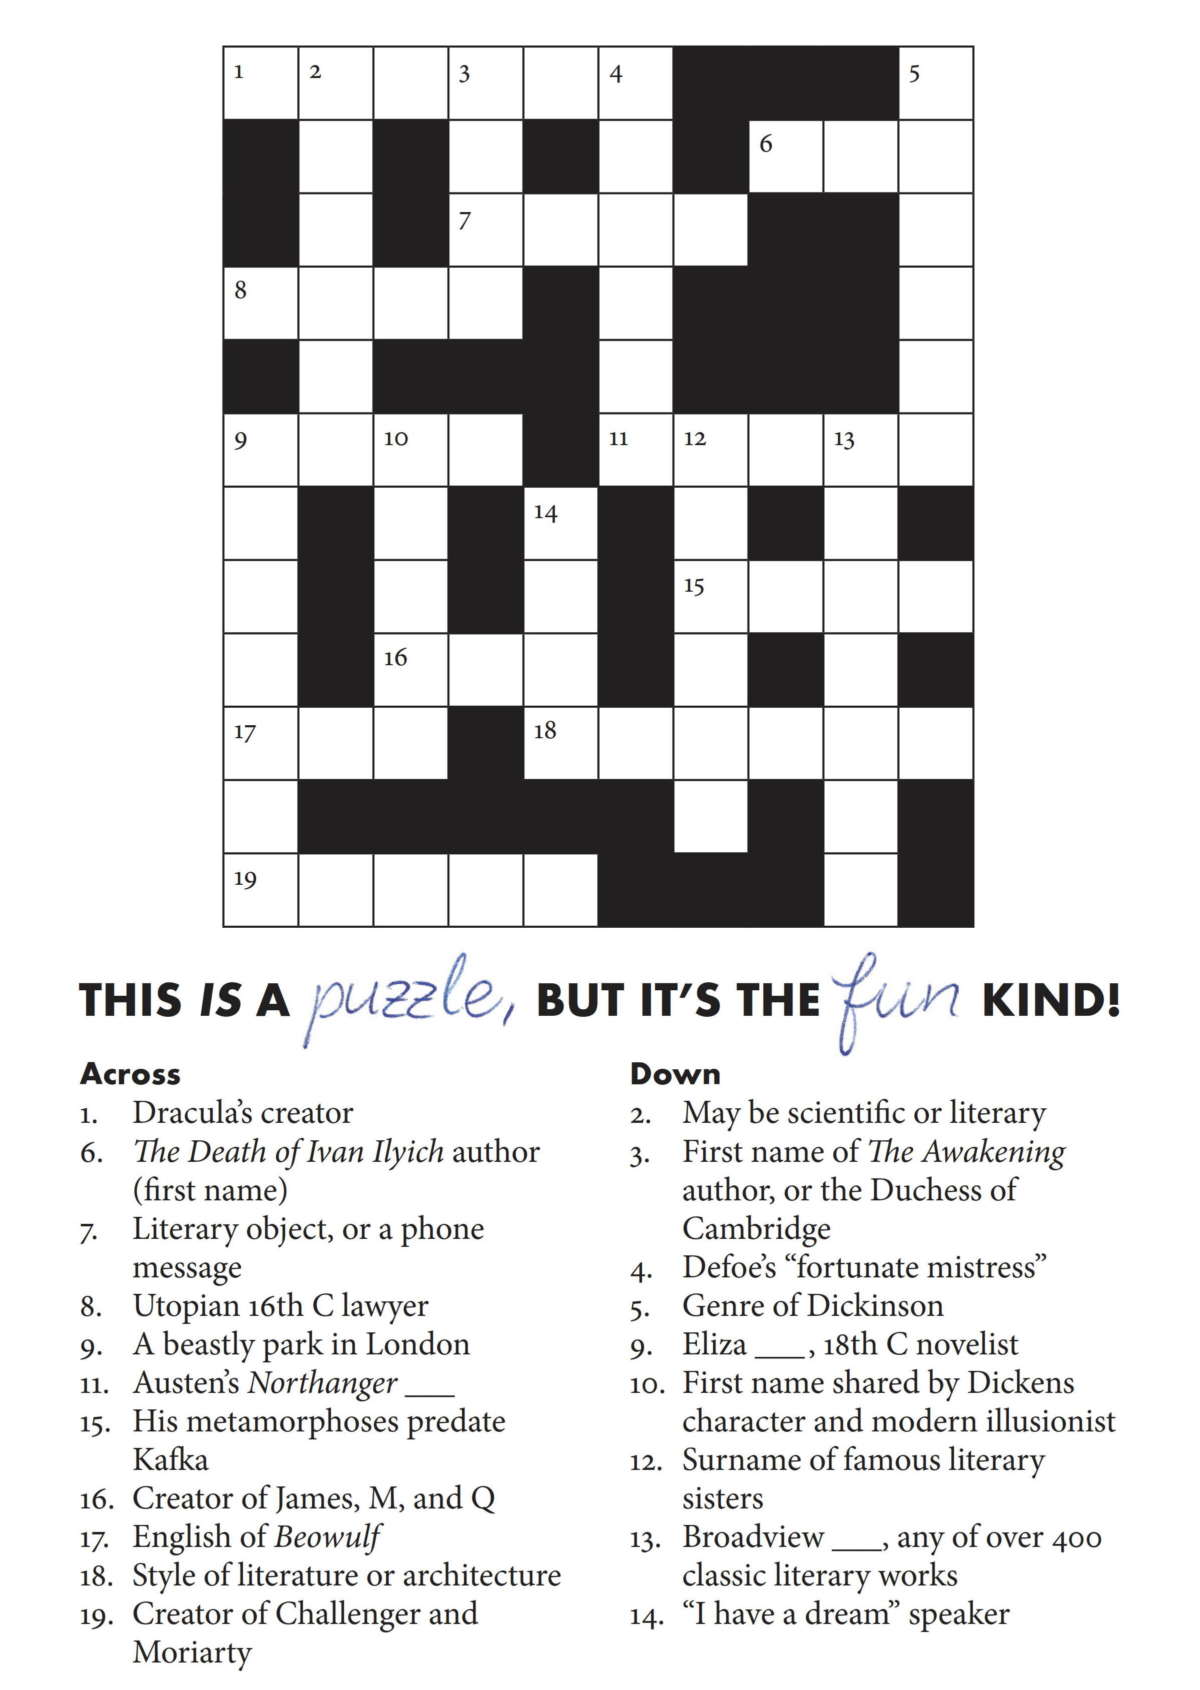 1 2 3 4 5
6
7
8
9 10 11 12 13
14
15
16
17 18
19
THIS IS A puzzle, BUT IT’S THE fun KIND!
Across
1. Dracula’s creator
6. The Death of Ivan Ilyich author
(first name)
7. Literary object, or a phone
message
8. Utopian 16th C lawyer
9. A beastly park in London
11. Austen’s Northanger ___
15. His metamorphoses predate
Kafka
16. Creator of James, M, and Q
17. English of Beowulf
18. Style of literature or architecture
19. Creator of Challenger and
Moriarty
Down
2. May be scientific or literary
3. First name of The Awakening
author, or the Duchess of
Cambridge
4. Defoe’s “fortunate mistress”
5. Genre of Dickinson
9. Eliza ___, 18th C novelist
10. First name shared by Dickens
character and modern illusionist
12. Surname of famous literary
sisters
13. Broadview ___, any of over 400
classic literary works
14. “I have a dream” speaker